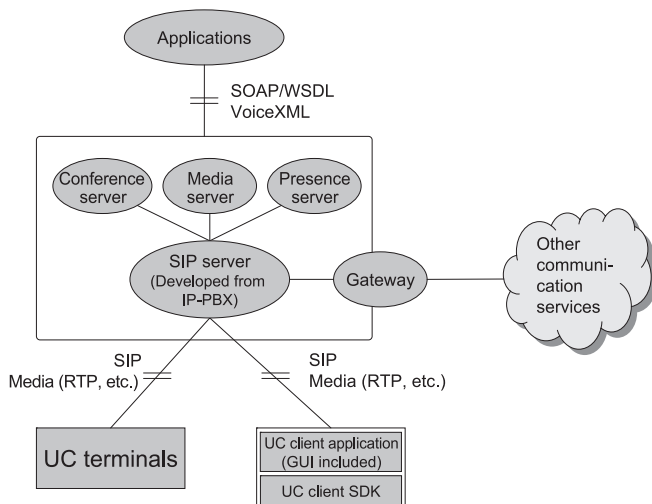 Applications
SOAP/WSDL
VoiceXML
Conference
server
Media
server
Presence
server
SIP server
(Developed from
IP-PBX)
Gateway
Other
communi-
cation
services
SIP
Media (RTP, etc.)
SIP
Media (RTP, etc.)
UC terminals
UC client application
(GUI included)
UC client SDK